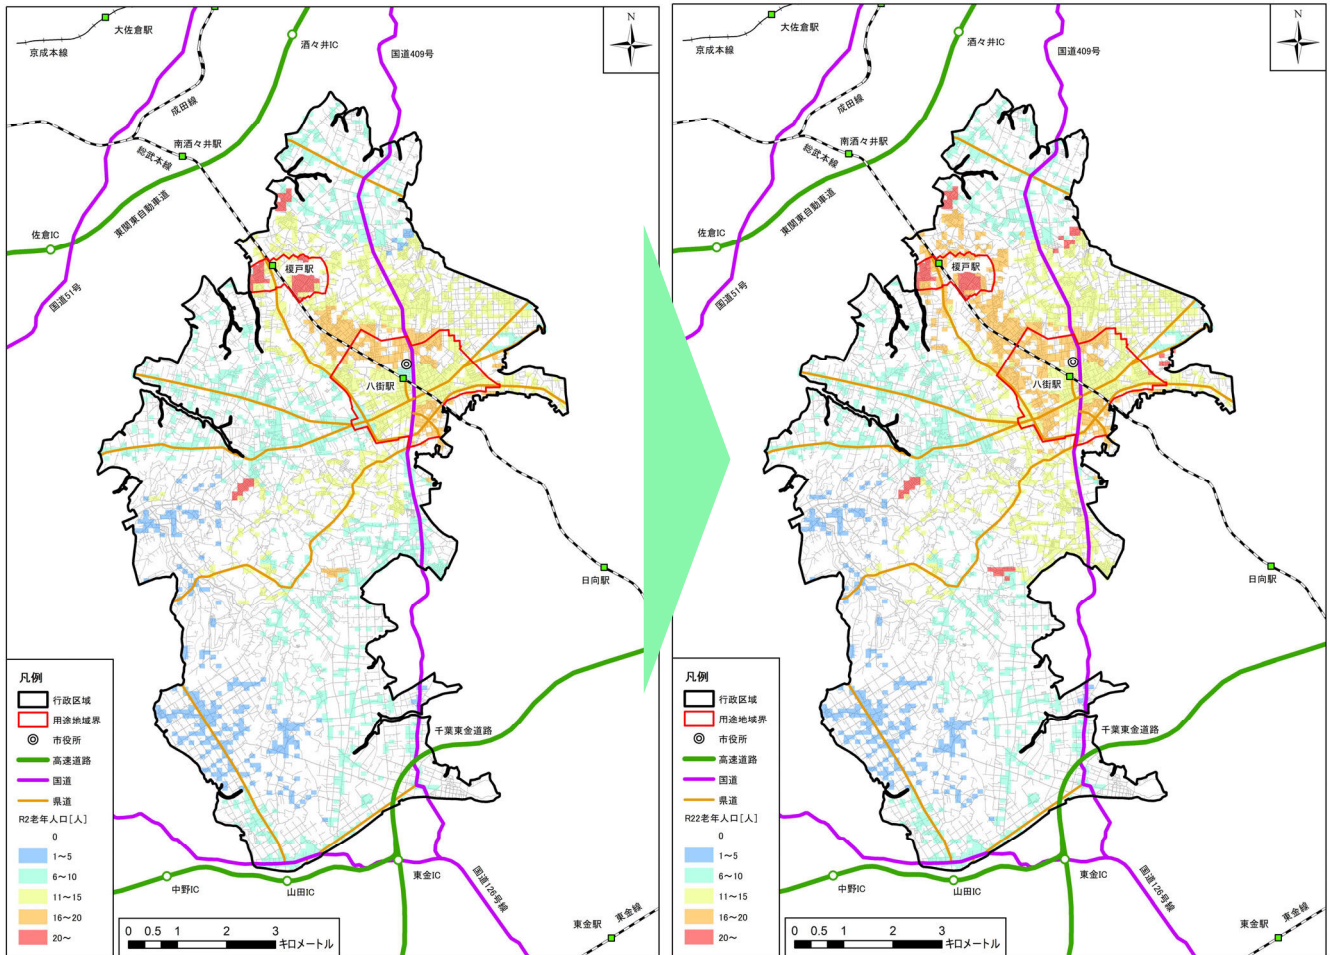 大佐倉駅
京成本線
酒々井IC
国道409号
N
成田線
南酒々井駅
総武本線
東関東自動車道
佐倉IC
国道51号
榎戸駅
八街駅
日向駅
千葉東金道路
凡例
行政区域
用途地域界
市役所
高速道路
国道
県道
R2老年人口[人]
0
1~5
6~10
11~15
16~20
20~
中野IC
山田IC
東金IC
国道126号線
東金駅
東金線
0 0.5 1 2 3
キロメートル
大佐倉駅
京成本線
酒々井IC
国道409号
N
成田線
南酒々井駅
総武本線
東関東自動車道
佐倉IC
国道51号
榎戸駅
八街駅
日向駅
千葉東金道路
凡例
行政区域
用途地域界
市役所
高速道路
国道
県道
R22老年人口[人]
0
1~5
6~10
11~15
16~20
20~
中野IC
山田IC
東金IC
国道126号線
東金駅
東金線
0 0.5 1 2 3
キロメートル